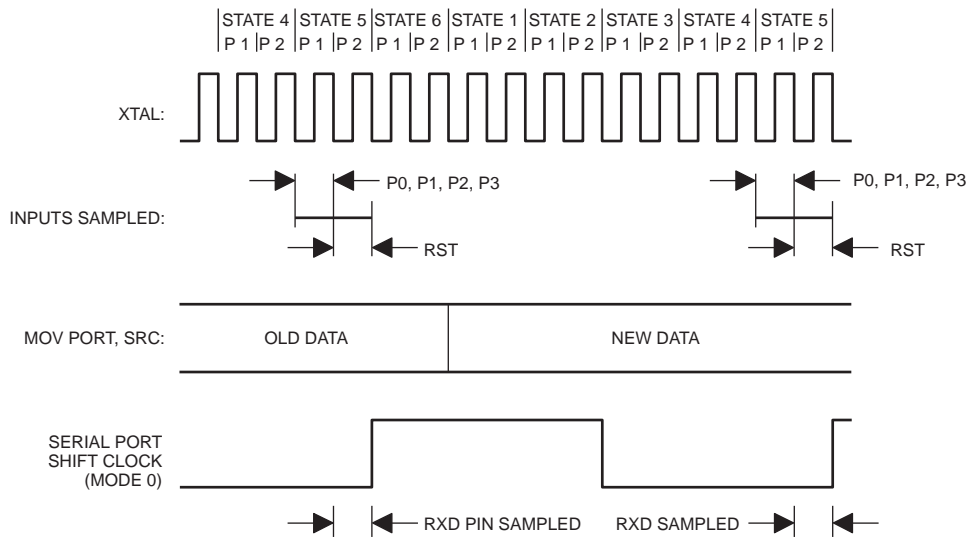 STATE 4 STATE 5 STATE 6 STATE 1 STATE 2 STATE 3 STATE 4 STATE 5
P 1 P 2 P 1 P 2 P 1 P 2 P 1 P 2 P 1 P 2 P 1 P 2 P 1 P 2 P 1 P 2
XTAL:
P0, P1, P2, P3 P0, P1, P2, P3
INPUTS SAMPLED:
RST RST
MOV PORT, SRC: OLD DATA NEW DATA
SERIAL PORT
SHIFT CLOCK
(MODE 0)
RXD PIN SAMPLED RXD SAMPLED